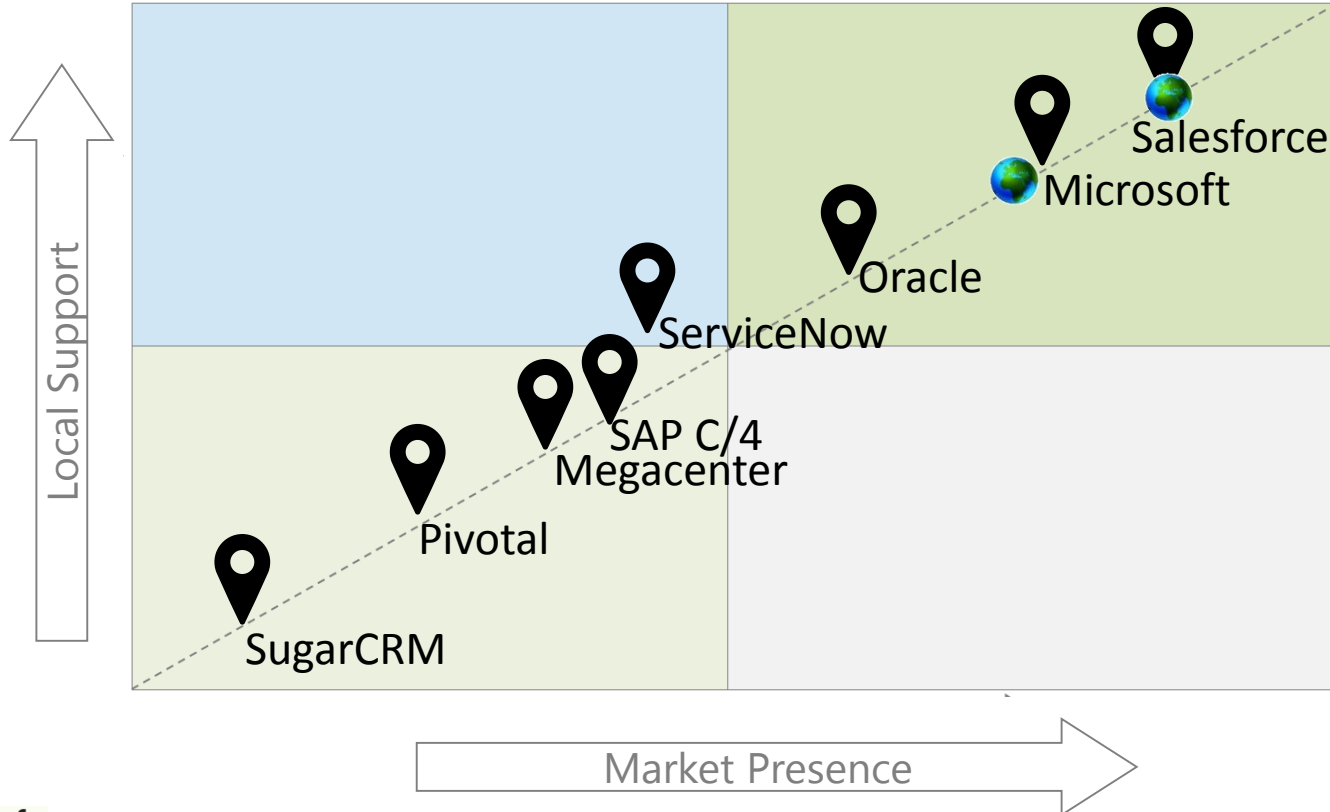 Salesforce
Microsoft
Oracle
ServiceNow
SAP C/4
Megacenter
Pivotal
SugarCRM
Local Support
Market Presence